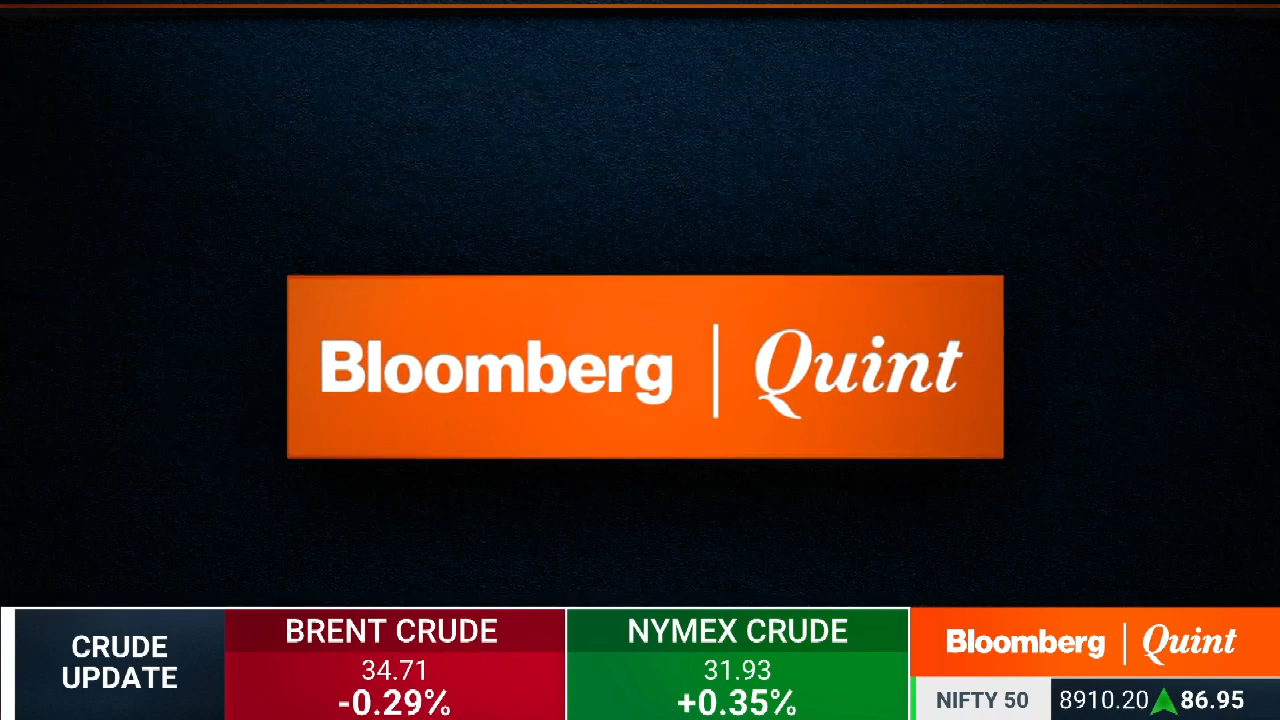 Bloomberg | Quint
CRUDE
UPDATE
BRENT CRUDE
34.71
-0.29%
NYMEX CRUDE
31.93
+0.35%
Bloomberg | Quint
NIFTY 50 8910.20 86.95